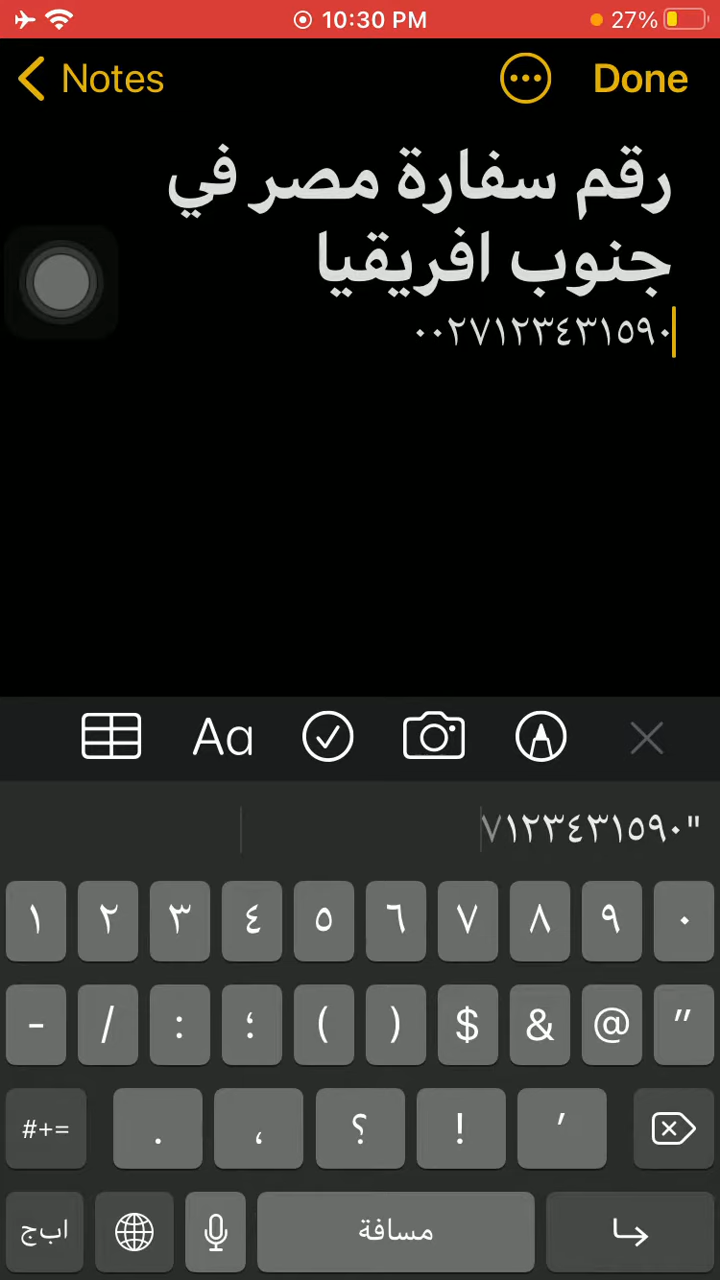 10:30 PM
27%
Notes
Done
رقم سفارة مصر في
جنوب افريقيا
٠٠٢٧١٢٣٤٣١٥٩٠
Aa
٧١٢٣٤٣١٥٩٠"
١ ٢ ٣ ٤ ٥ ٦ ٧ ٨ ٩ ٠
- / : ؛ ( ) $ & @ "
#+= . ، ؟ ! '
اب‌ج مسافة